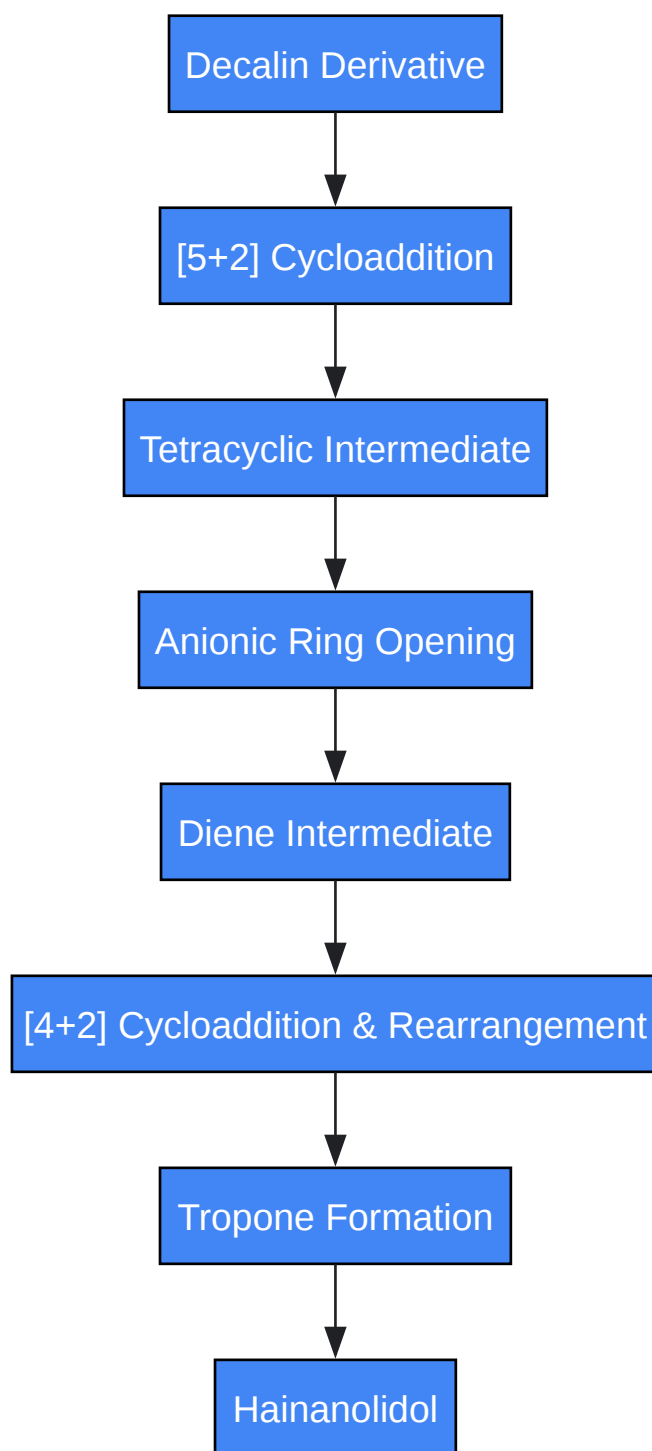 Decalin Derivative
[5+2] Cycloaddition
Tetracyclic Intermediate
Anionic Ring Opening
Diene Intermediate
[4+2] Cycloaddition & Rearrangement
Tropone Formation
Hainanolidol